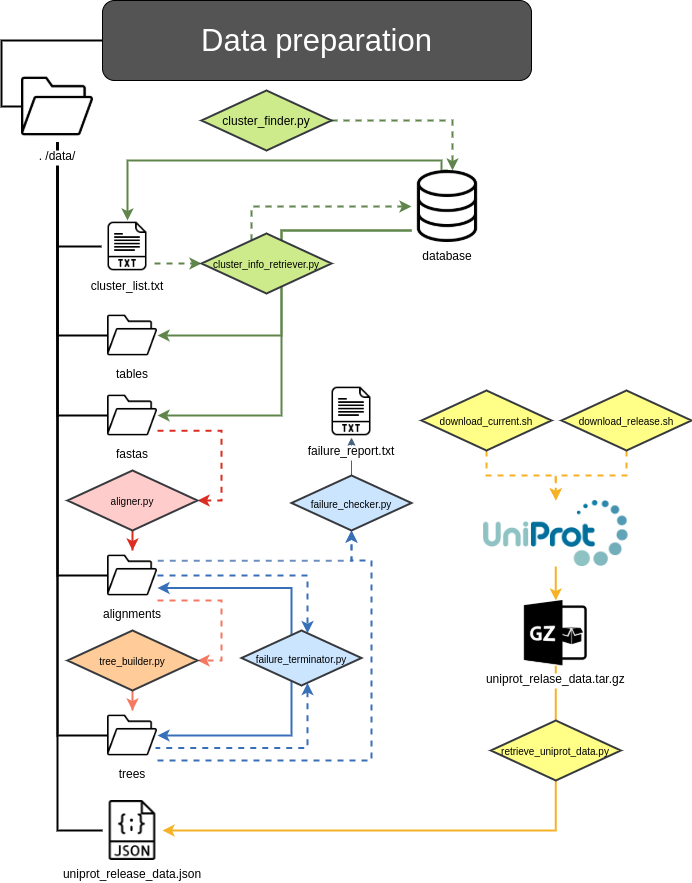 Data preparation
cluster_finder.py
. /data/
database
TXT
cluster_info_retriever.py
cluster_list.txt
tables
fastas
TXT
failure_report.txt
download_current.sh
download_release.sh
aligner.py
failure_checker.py
UniProt
alignments
GZ
tree_builder.py
failure_terminator.py
uniprot_relase_data.tar.gz
trees
retrieve_uniprot_data.py
{;}
JSON
uniprot_release_data.json